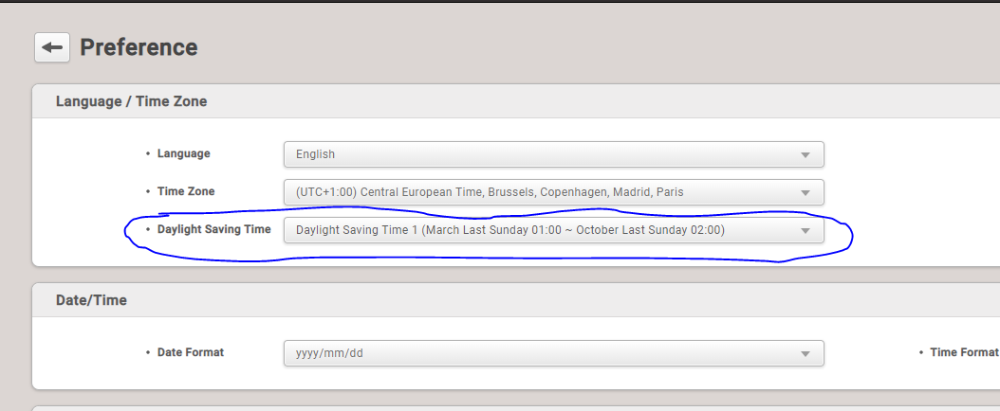 Preference
Language / Time Zone
• Language English
• Time Zone (UTC+1:00) Central European Time, Brussels, Copenhagen, Madrid, Paris
• Daylight Saving Time Daylight Saving Time 1 (March Last Sunday 01:00 ~ October Last Sunday 02:00)
Date/Time
• Date Format yyyy/mm/dd • Time Format